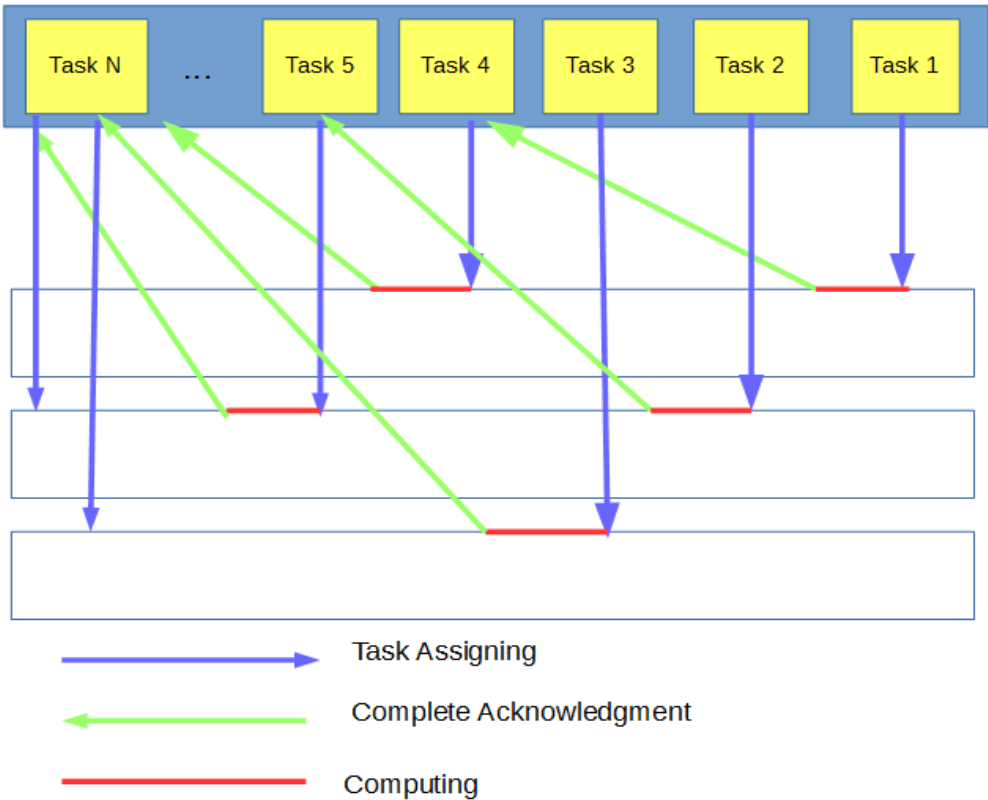 Task N ... Task 5 Task 4 Task 3 Task 2 Task 1
Task Assigning
Complete Acknowledgment
Computing